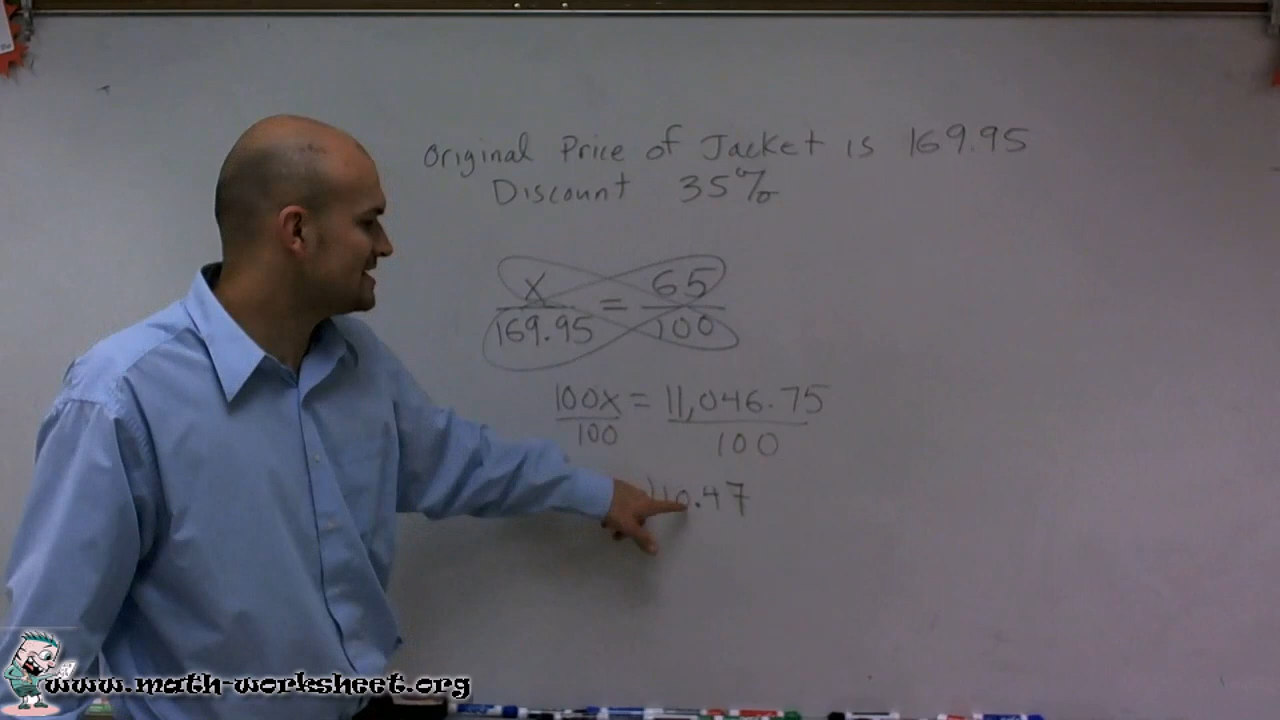 Original Price of Jacket is 169.95
Discount 35%
x = 65
169.95 100
100x = 11,046.75
100 100
110.47
www.math-worksheet.org